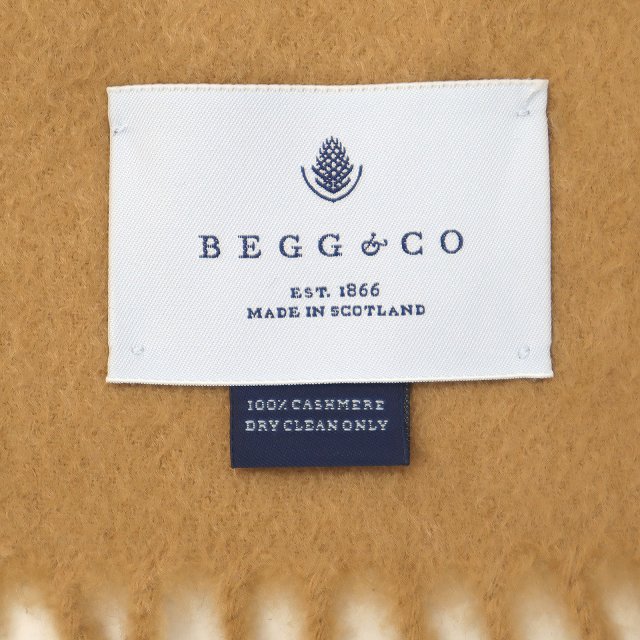 BEGG & CO
EST. 1866
MADE IN SCOTLAND
100% CASHMERE
DRY CLEAN ONLY